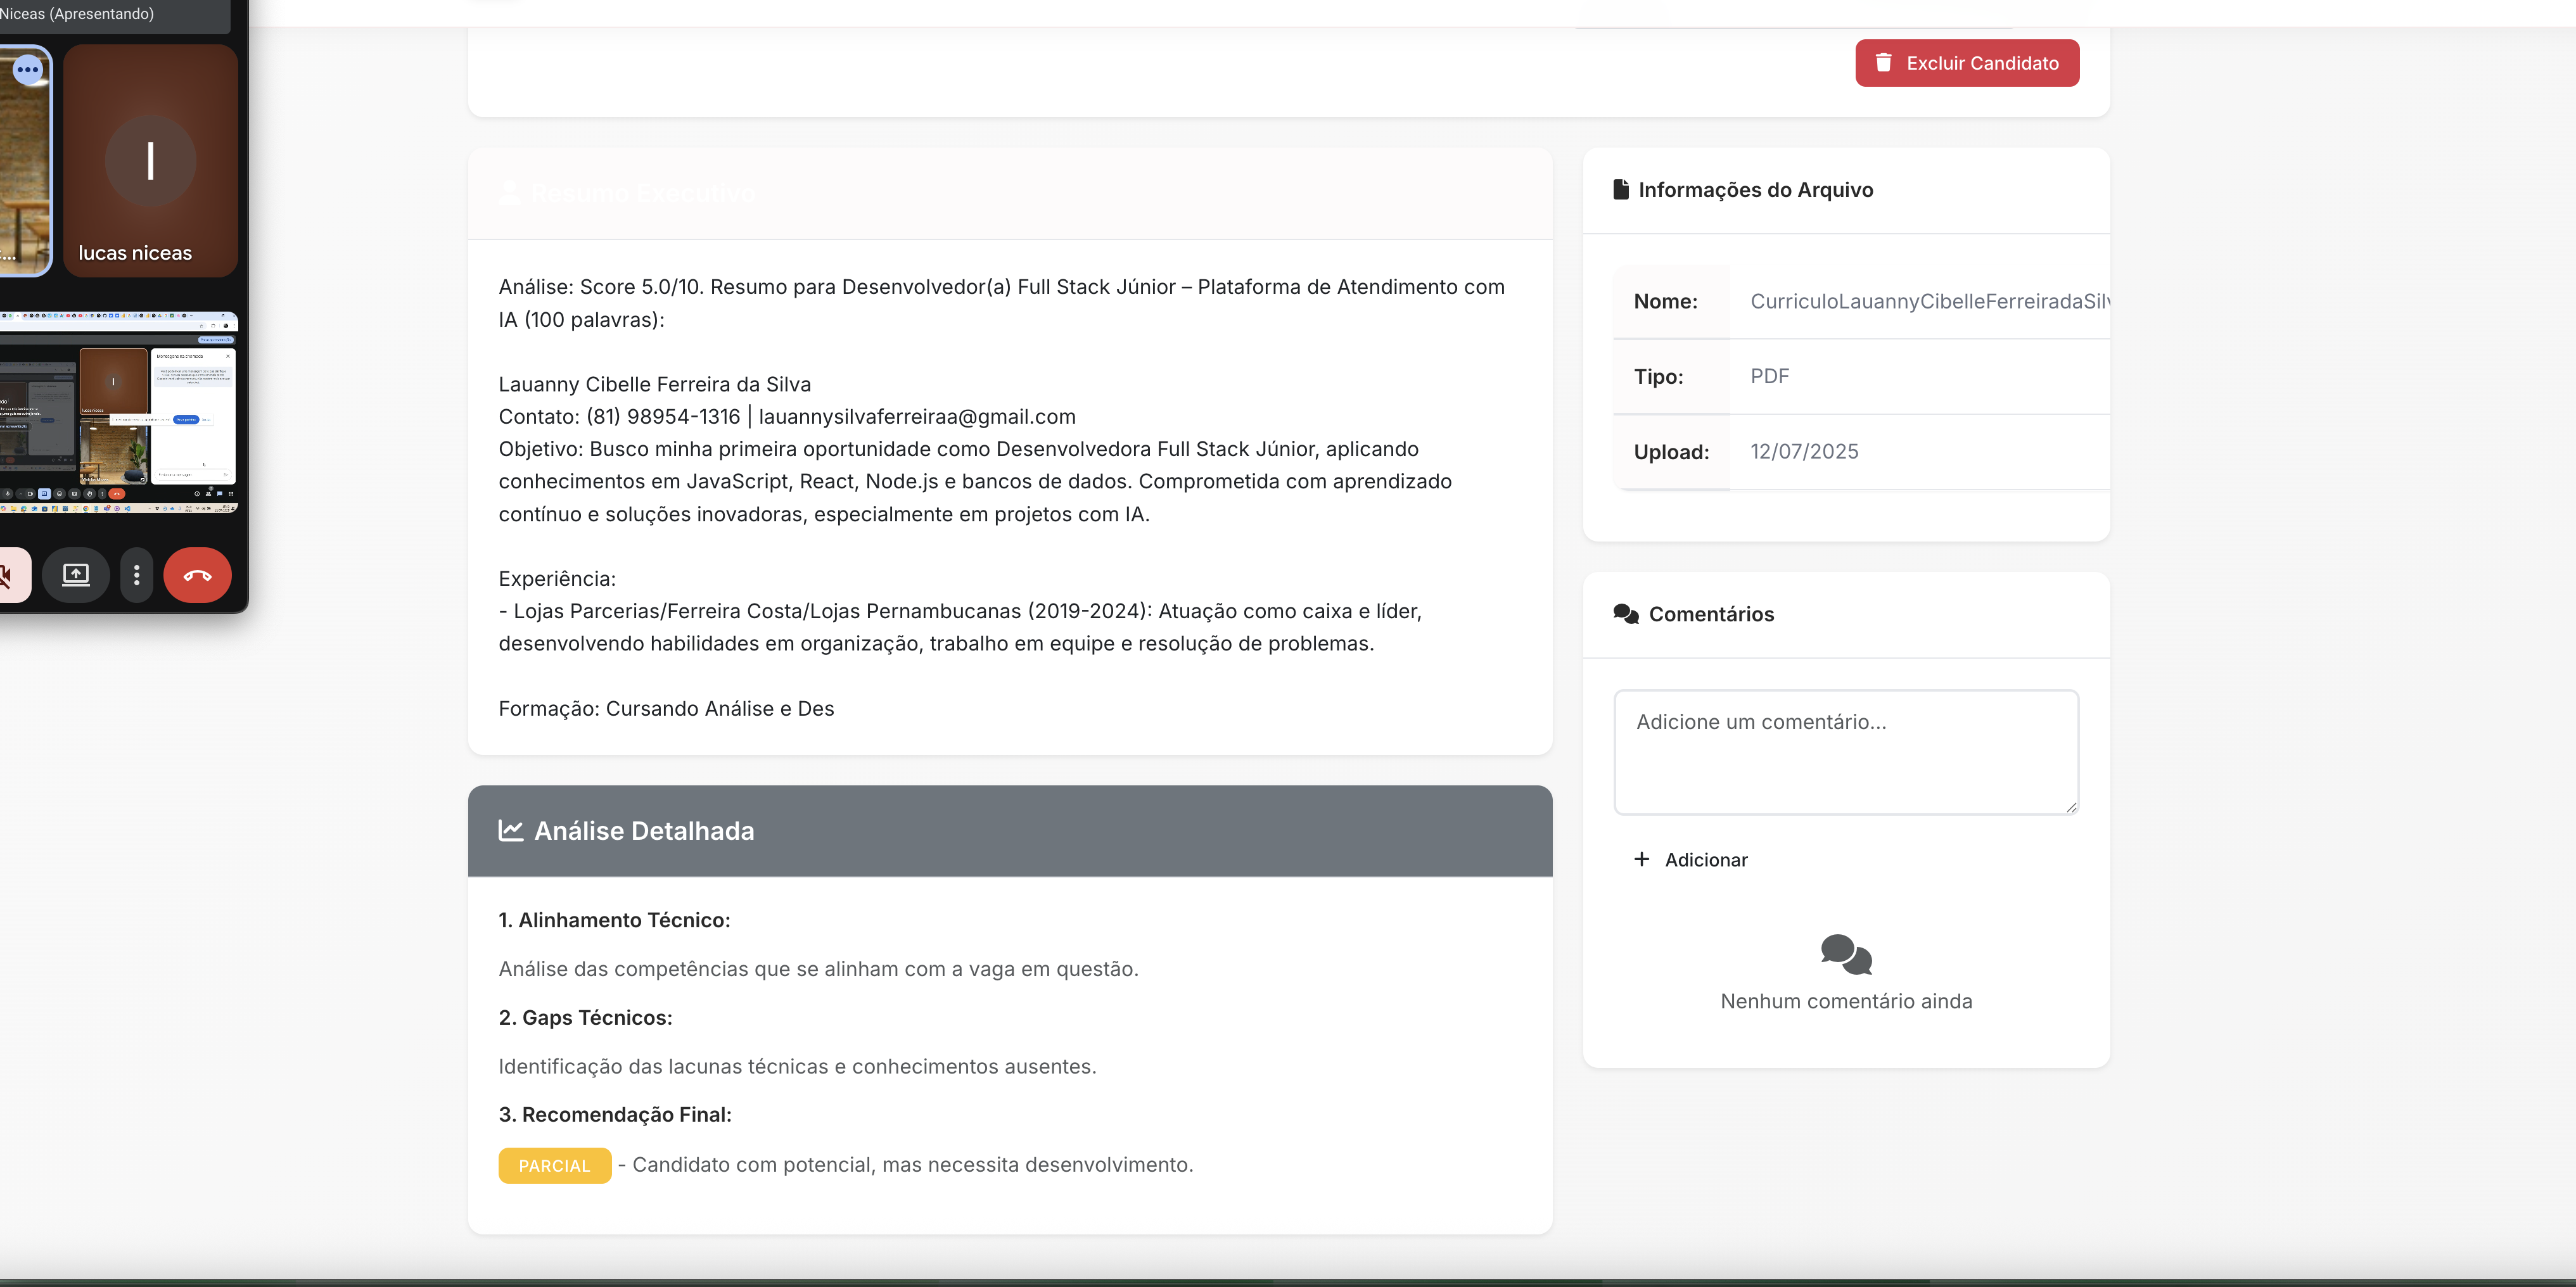 Niceas (Apresentando)
lucas niceas
Excluir Candidato
Resumo Executivo
Análise: Score 5.0/10. Resumo para Desenvolvedor(a) Full Stack Júnior – Plataforma de Atendimento com
IA (100 palavras):
Lauanny Cibelle Ferreira da Silva
Contato: (81) 98954-1316 | lauannysilvaferreiraa@gmail.com
Objetivo: Busco minha primeira oportunidade como Desenvolvedora Full Stack Júnior, aplicando
conhecimentos em JavaScript, React, Node.js e bancos de dados. Comprometida com aprendizado
contínuo e soluções inovadoras, especialmente em projetos com IA.
Experiência:
- Lojas Parcerias/Ferreira Costa/Lojas Pernambucanas (2019-2024): Atuação como caixa e líder,
desenvolvendo habilidades em organização, trabalho em equipe e resolução de problemas.
Formação: Cursando Análise e Des
Análise Detalhada
1. Alinhamento Técnico:
Análise das competências que se alinham com a vaga em questão.
2. Gaps Técnicos:
Identificação das lacunas técnicas e conhecimentos ausentes.
3. Recomendação Final:
PARCIAL - Candidato com potencial, mas necessita desenvolvimento.
Informações do Arquivo
Nome: CurriculoLauannyCibelleFerreiradaSilv
Tipo: PDF
Upload: 12/07/2025
Comentários
Adicione um comentário...
+ Adicionar
Nenhum comentário ainda